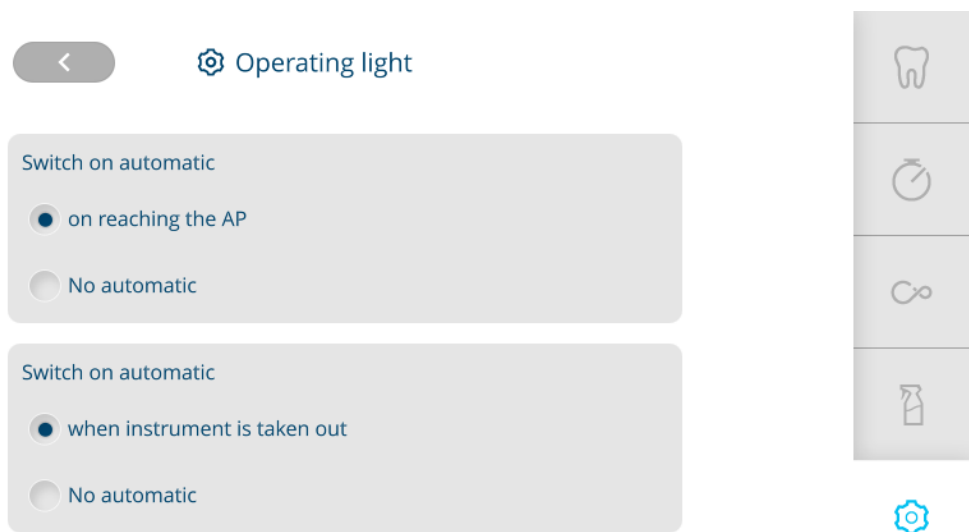 Operating light
Switch on automatic
on reaching the AP
No automatic
Switch on automatic
when instrument is taken out
No automatic